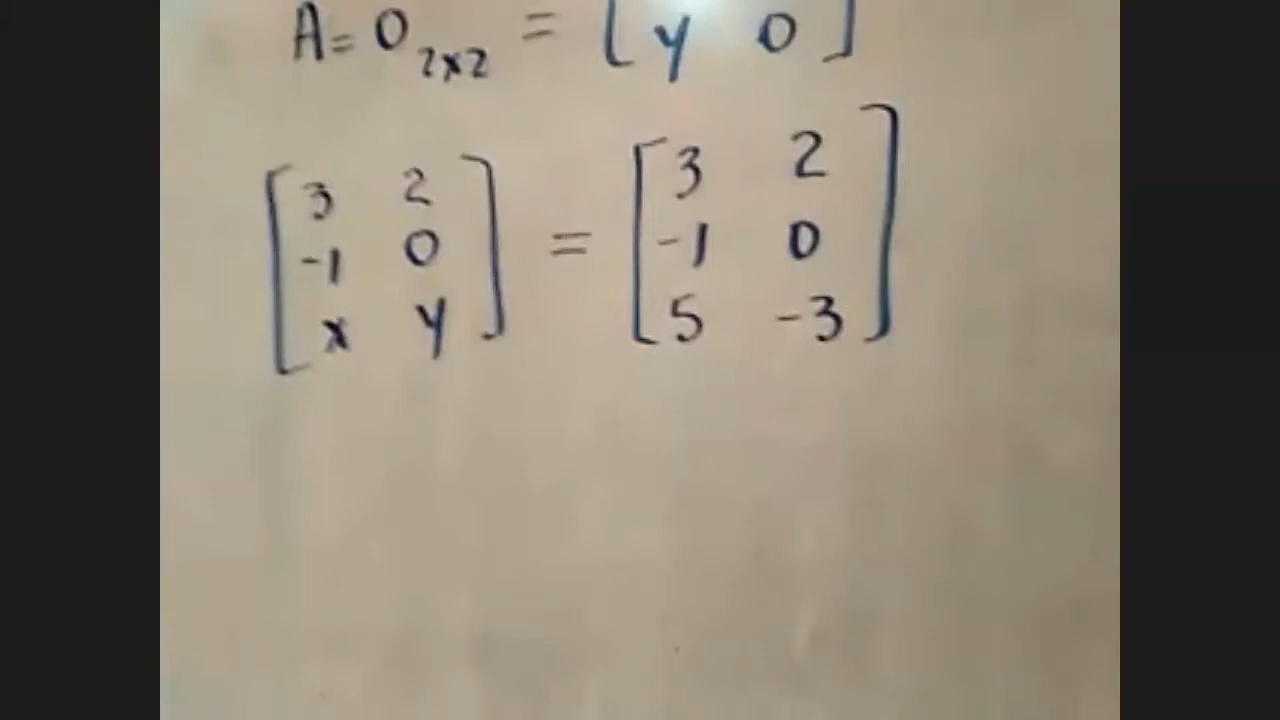 A = 0 2x2 = [ y 0 ]
[ 3 2 ] = [ 3 2 ]
[ -1 0 ] [ -1 0 ]
[ x y ] [ 5 -3 ]